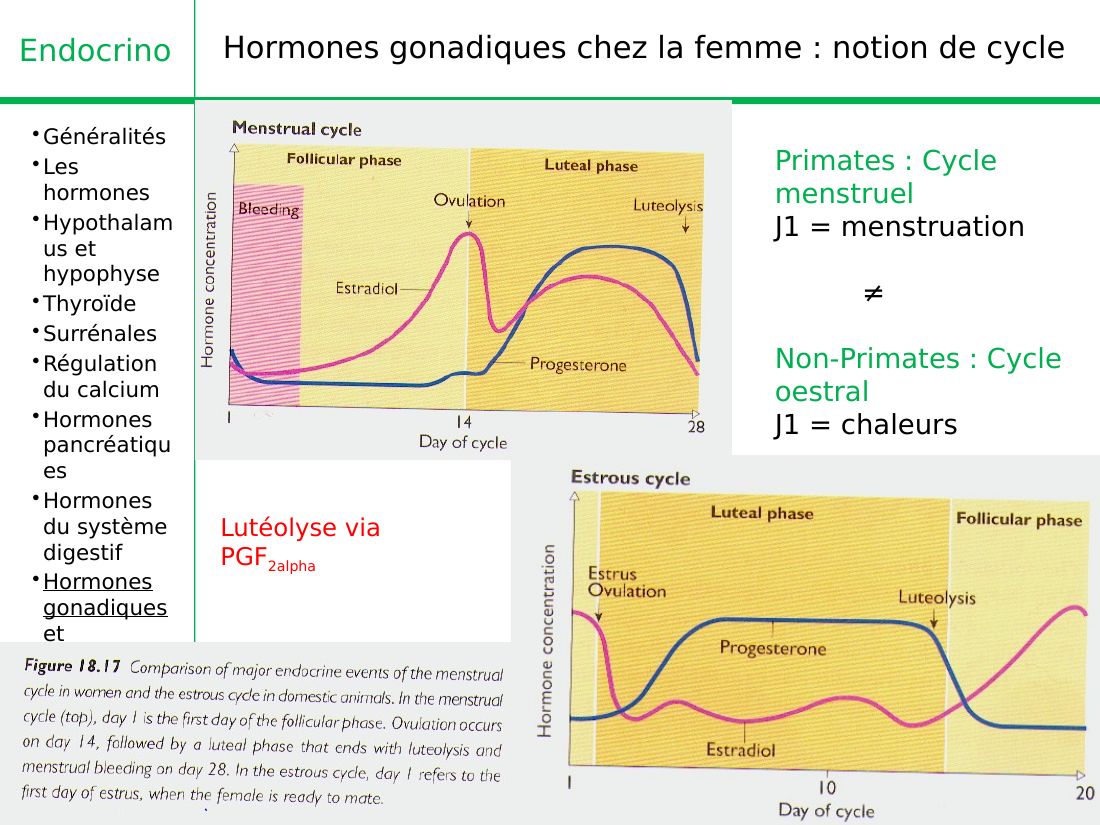 Endocrino
Hormones gonadiques chez la femme : notion de cycle
•Généralités
•Les
hormones
•Hypothalam
us et
hypophyse
•Thyroïde
•Surrénales
•Régulation
du calcium
•Hormones
pancréatiqu
es
•Hormones
du système
digestif
•Hormones
gonadiques
et
Menstrual cycle
Follicular phase
Luteal phase
Bleeding
Ovulation
Luteolysis
Estradiol
Progesterone
Hormone concentration
1
14
28
Day of cycle
Primates : Cycle
menstruel
J1 = menstruation
≠
Non-Primates : Cycle
oestral
J1 = chaleurs
Lutéolyse via
PGF2alpha
Estrous cycle
Luteal phase
Follicular phase
Estrus
Ovulation
Luteolysis
Progesterone
Estradiol
Hormone concentration
1
10
20
Day of cycle
Figure 18.17 Comparison of major endocrine events of the menstrual
cycle in women and the estrous cycle in domestic animals. In the menstrual
cycle (top), day 1 is the first day of the follicular phase. Ovulation occurs
on day 14, followed by a luteal phase that ends with luteolysis and
menstrual bleeding on day 28. In the estrous cycle, day 1 refers to the
first day of estrus, when the female is ready to mate.